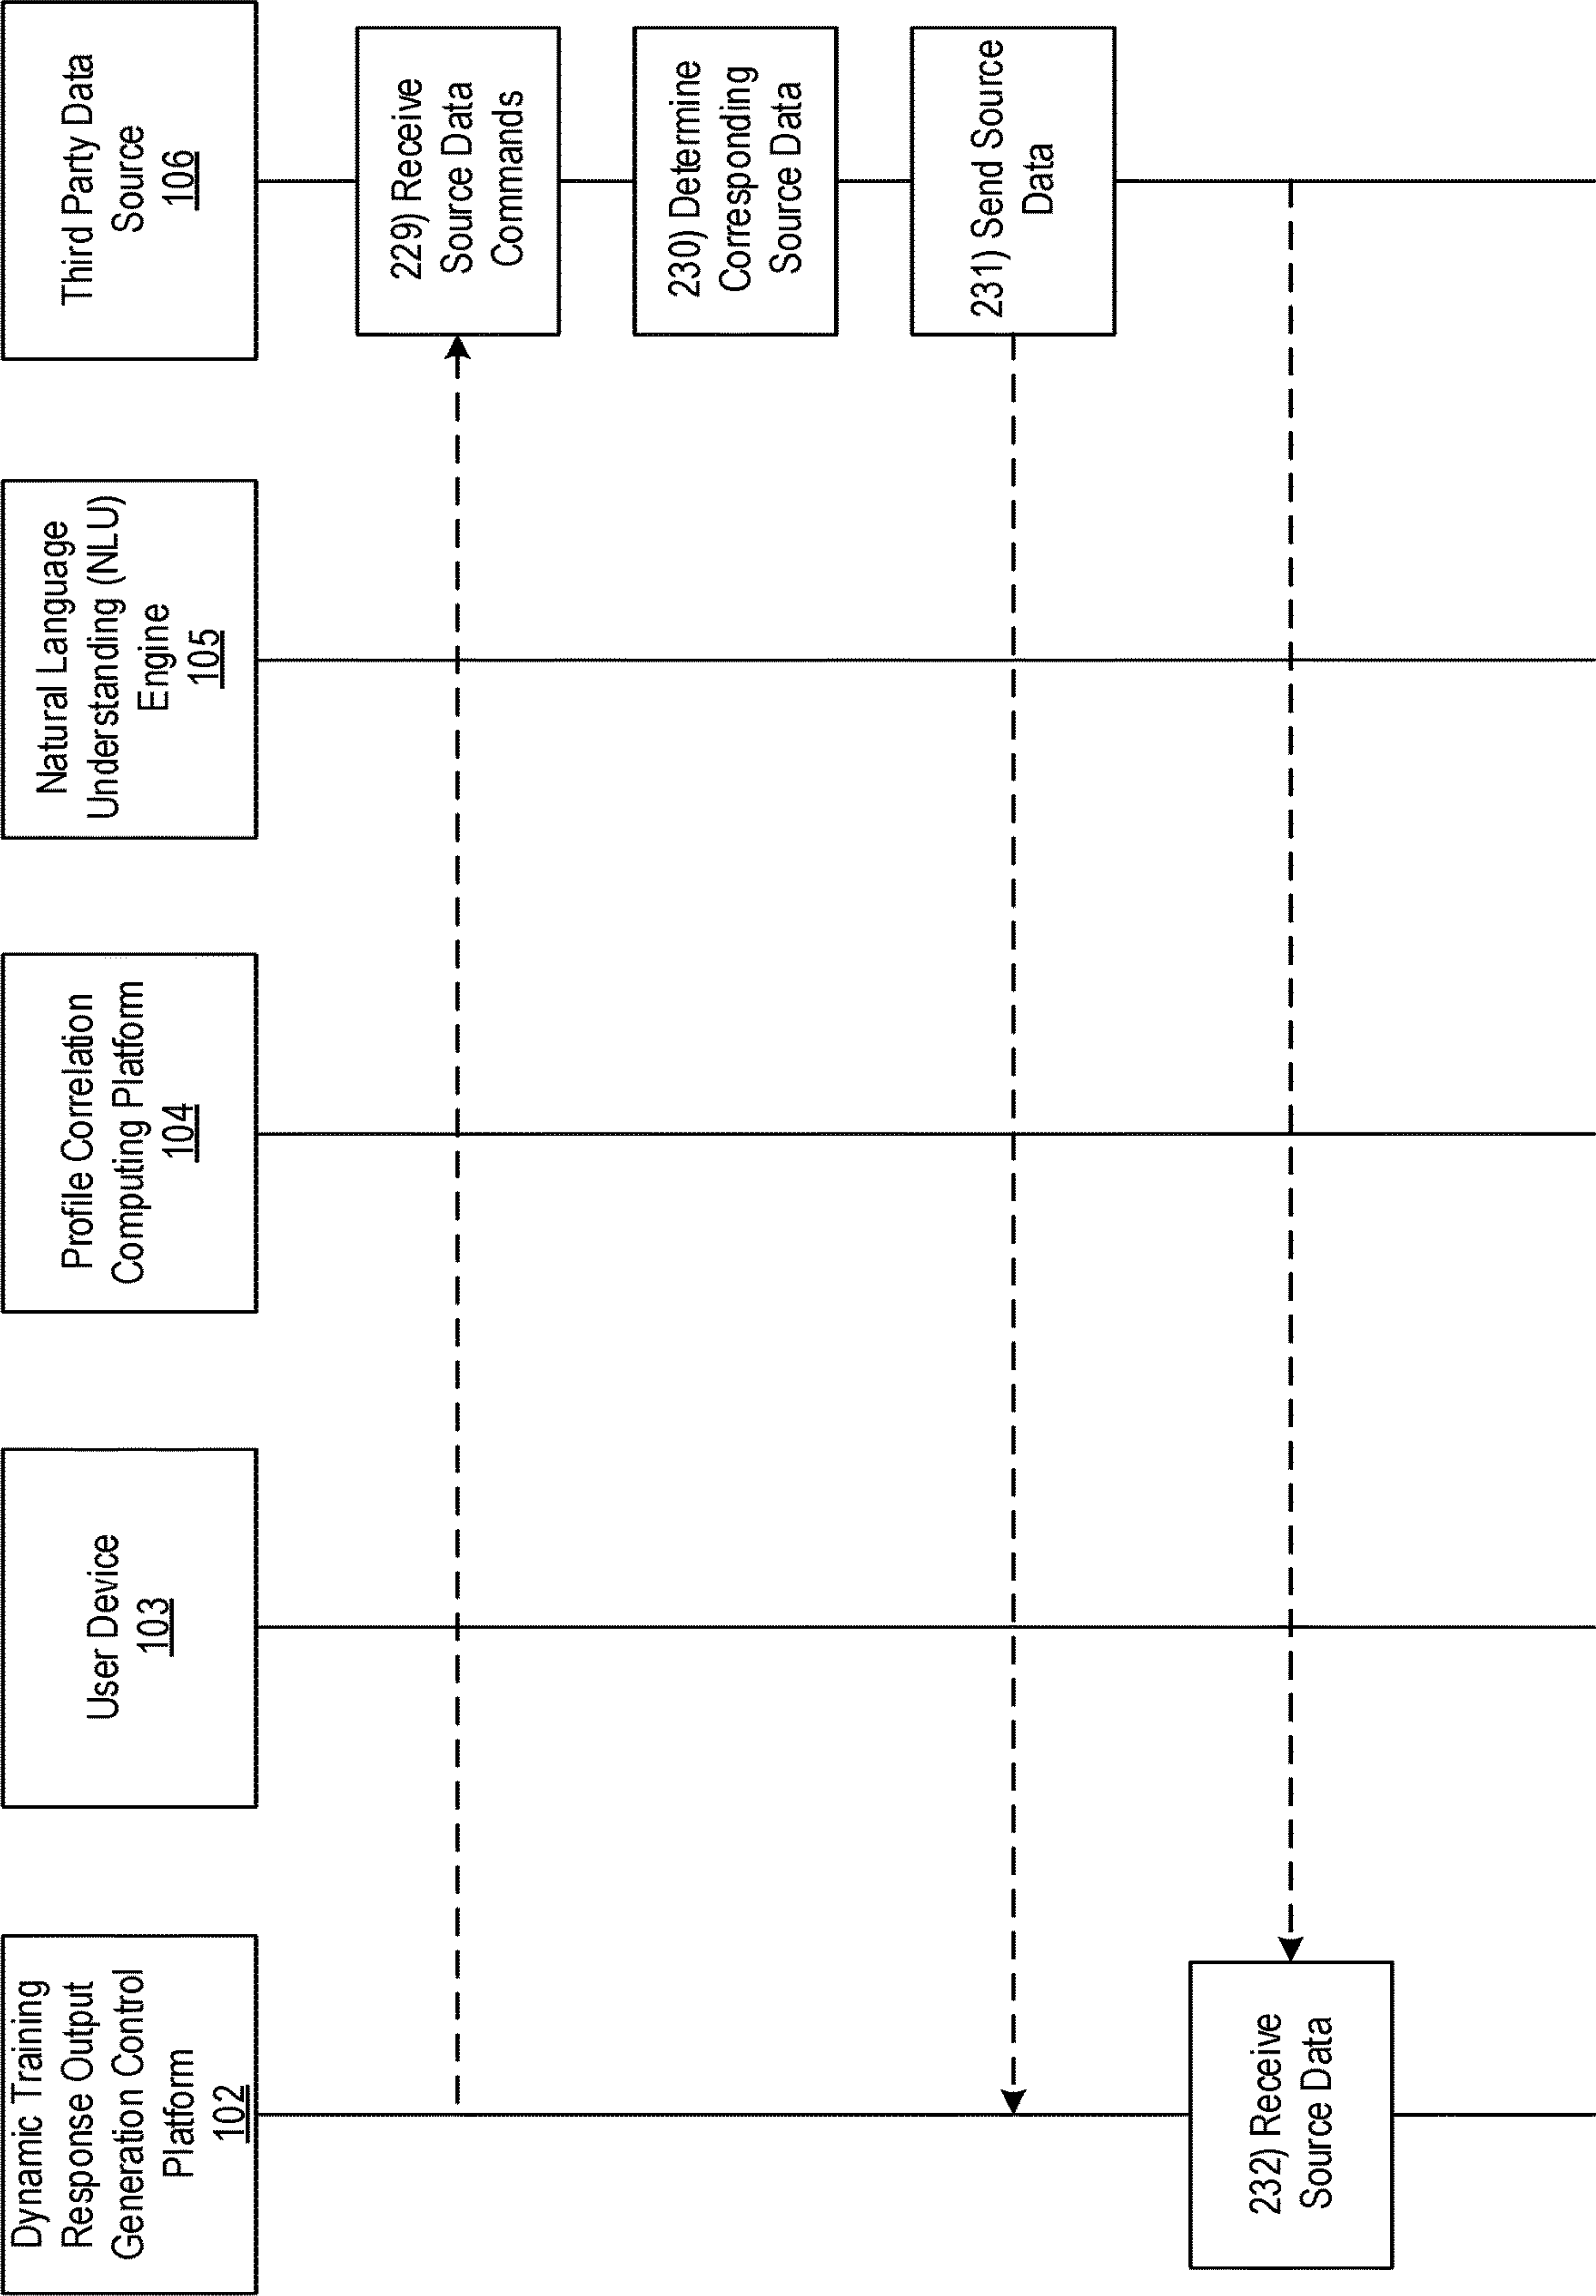 Dynamic Training
Response Output
Generation Control
Platform
102
User Device
103
Profile Correlation
Computing Platform
104
Natural Language
Understanding (NLU)
Engine
105
Third Party Data
Source
106
229) Receive
Source Data
Commands
230) Determine
Corresponding
Source Data
231) Send Source
Data
232) Receive
Source Data